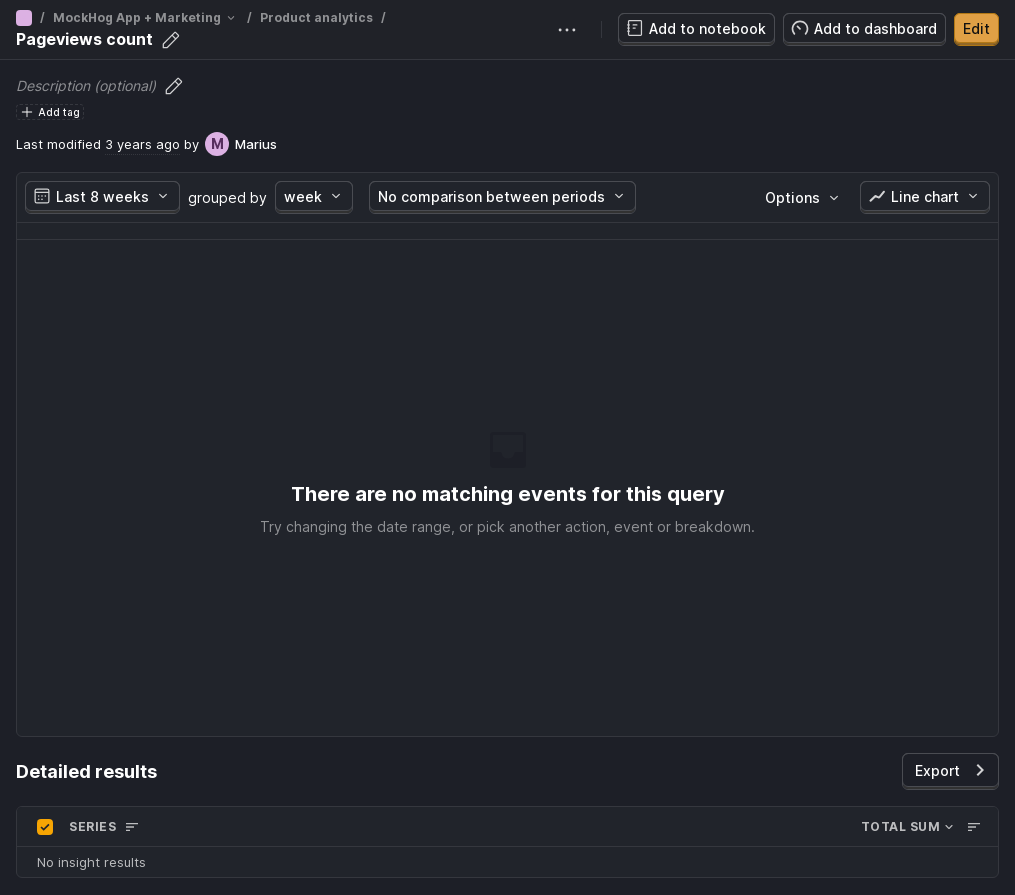 / MockHog App + Marketing / Product analytics /
Pageviews count
Add to notebook
Add to dashboard
Edit
Description (optional)
Add tag
Last modified 3 years ago by M Marius
Last 8 weeks grouped by week No comparison between periods Options Line chart
There are no matching events for this query
Try changing the date range, or pick another action, event or breakdown.
Detailed results
Export
SERIES TOTAL SUM
No insight results